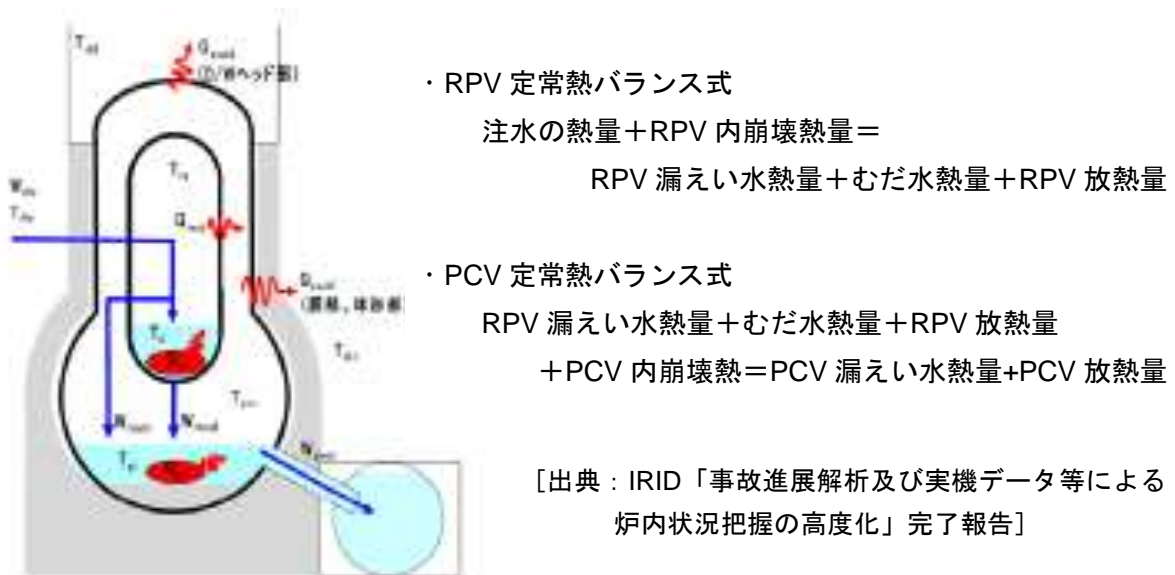 ・RPV 定常熱バランス式
注水の熱量＋RPV 内崩壊熱量＝
RPV 漏えい水熱量＋むだ水熱量＋RPV 放熱量
・PCV 定常熱バランス式
RPV 漏えい水熱量＋むだ水熱量＋RPV 放熱量
＋PCV 内崩壊熱＝PCV 漏えい水熱量+PCV 放熱量
［出典：IRID「事故進展解析及び実機データ等による
炉内状況把握の高度化」完了報告］